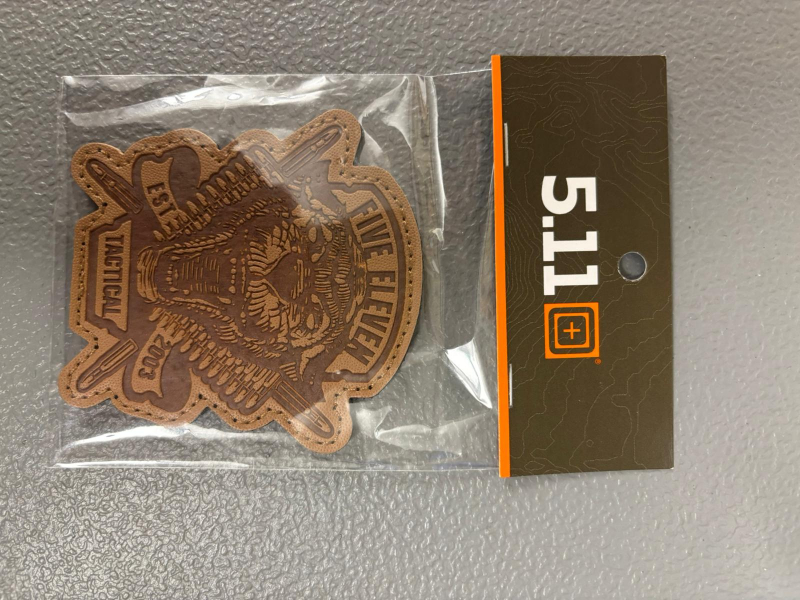 5.11
®
FIVE ELEVEN
EST
2003
TACTICAL